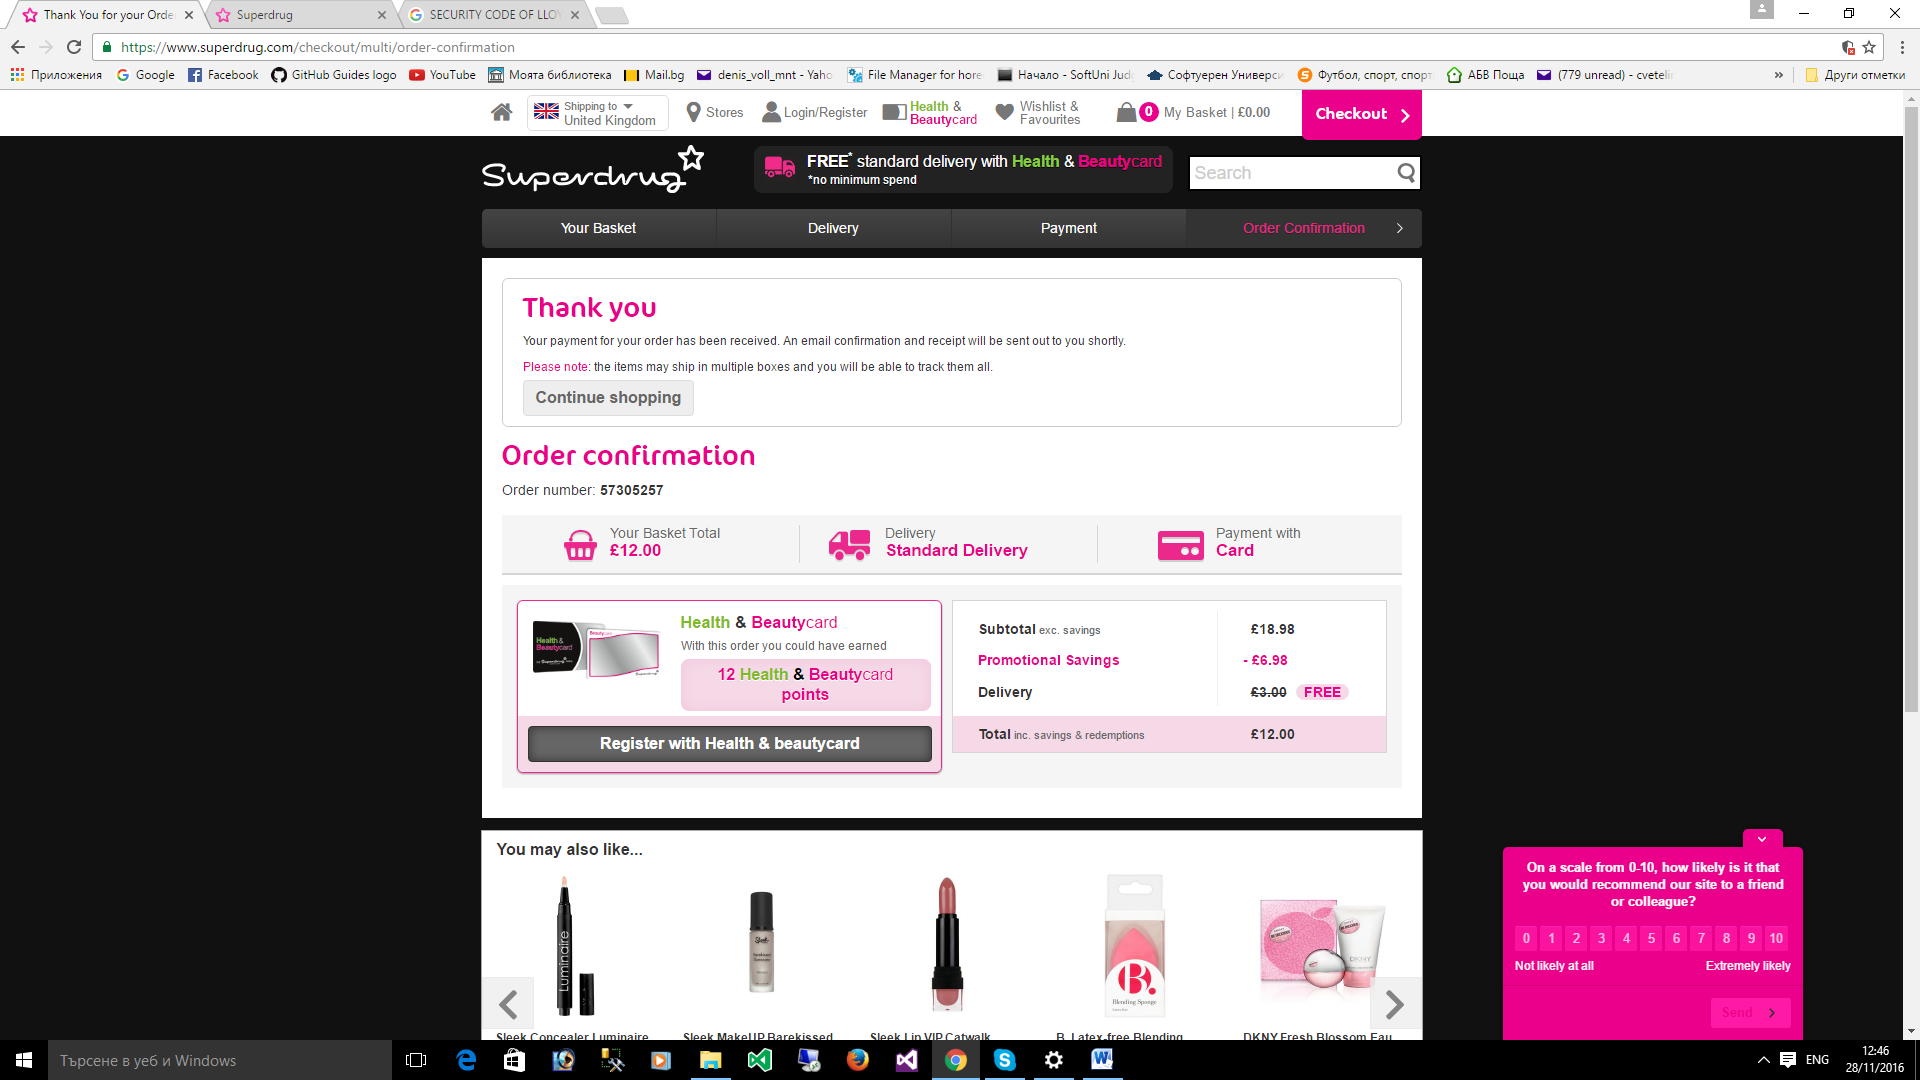 Thank You for your Orde
Superdrug
SECURITY CODE OF LLO
https://www.superdrug.com/checkout/multi/order-confirmation
Приложения
Google
Facebook
GitHub Guides logo
YouTube
Моята библиотека
Mail.bg
denis_voll_mnt - Yaho
File Manager for hore
Начало - SoftUni Jud
Софтуерен Универси
Футбол, спорт, спорт
АБВ Поща
(779 unread) - cvetelin
»
Други отметки
Shipping to
United Kingdom
Stores
Login/Register
Health &
Beautycard
Wishlist &
Favourites
0 My Basket | £0.00
Checkout
Superdrug
FREE* standard delivery with Health & Beautycard
*no minimum spend
Search
Your Basket
Delivery
Payment
Order Confirmation
Thank you
Your payment for your order has been received. An email confirmation and receipt will be sent out to you shortly.
Please note: the items may ship in multiple boxes and you will be able to track them all.
Continue shopping
Order confirmation
Order number: 57305257
Your Basket Total
£12.00
Delivery
Standard Delivery
Payment with
Card
Health &
Beautycard
Superdrug
Beautycard
Superdrug
Health & Beautycard
With this order you could have earned
12 Health & Beautycard
points
Register with Health & beautycard
Subtotal exc. savings £18.98
Promotional Savings - £6.98
Delivery £3.00 FREE
Total inc. savings & redemptions £12.00
You may also like...
Luminaire
Sleek
B.
Blending Sponge
DKNY
Sleek Concealer Luminaire
Sleek MakeUP Barekissed
Sleek Lip VIP Catwalk
B. Latex-free Blending
DKNY Fresh Blossom Eau
On a scale from 0-10, how likely is it that
you would recommend our site to a friend
or colleague?
0 1 2 3 4 5 6 7 8 9 10
Not likely at all Extremely likely
Send
Търсене в уеб и Windows
ENG
12:46
28/11/2016